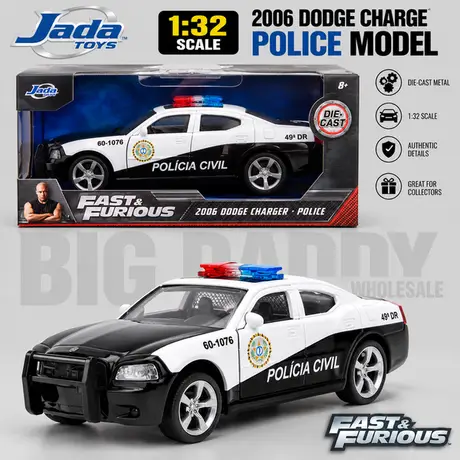 Jada
TOYS
1:32
SCALE
2006 DODGE CHARGE
POLICE MODEL
Jada
8+
DIE-CAST METAL
1:32 SCALE
AUTHENTIC
DETAILS
GREAT FOR
COLLECTORS
60-1076
49ª DR
DIE-
CAST
POLÍCIA CIVIL
FAST & FURIOUS
2006 DODGE CHARGER · POLICE
BIG DADDY
WHOLESALE
60-1076
49ª DR
POLÍCIA CIVIL
FAST &
FURIOUS